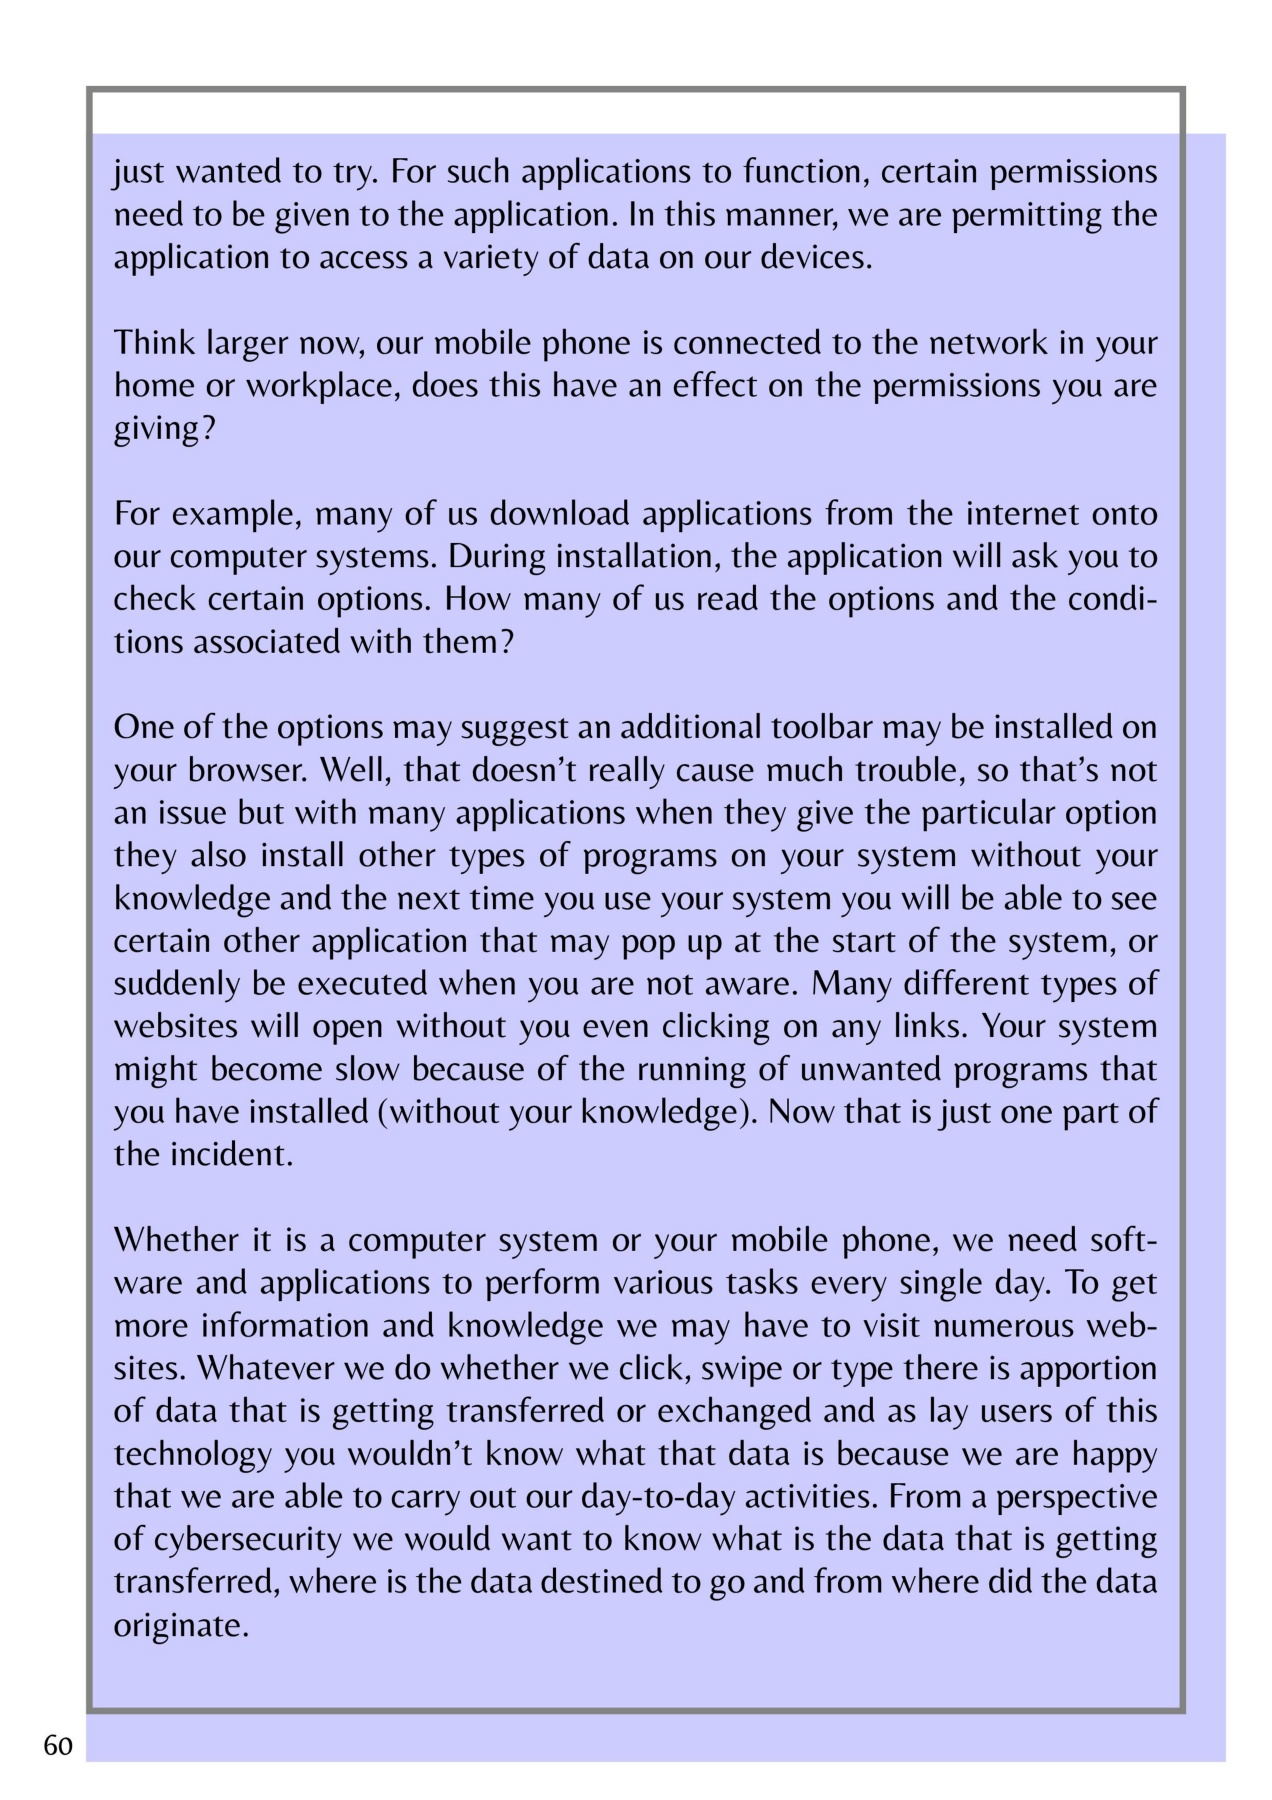 just wanted to try. For such applications to function, certain permissions
need to be given to the application. In this manner, we are permitting the
application to access a variety of data on our devices.
Think larger now, our mobile phone is connected to the network in your
home or workplace, does this have an effect on the permissions you are
giving?
For example, many of us download applications from the internet onto
our computer systems. During installation, the application will ask you to
check certain options. How many of us read the options and the condi-
tions associated with them?
One of the options may suggest an additional toolbar may be installed on
your browser. Well, that doesn’t really cause much trouble, so that’s not
an issue but with many applications when they give the particular option
they also install other types of programs on your system without your
knowledge and the next time you use your system you will be able to see
certain other application that may pop up at the start of the system, or
suddenly be executed when you are not aware. Many different types of
websites will open without you even clicking on any links. Your system
might become slow because of the running of unwanted programs that
you have installed (without your knowledge). Now that is just one part of
the incident.
Whether it is a computer system or your mobile phone, we need soft-
ware and applications to perform various tasks every single day. To get
more information and knowledge we may have to visit numerous web-
sites. Whatever we do whether we click, swipe or type there is apportion
of data that is getting transferred or exchanged and as lay users of this
technology you wouldn’t know what that data is because we are happy
that we are able to carry out our day-to-day activities. From a perspective
of cybersecurity we would want to know what is the data that is getting
transferred, where is the data destined to go and from where did the data
originate.
60